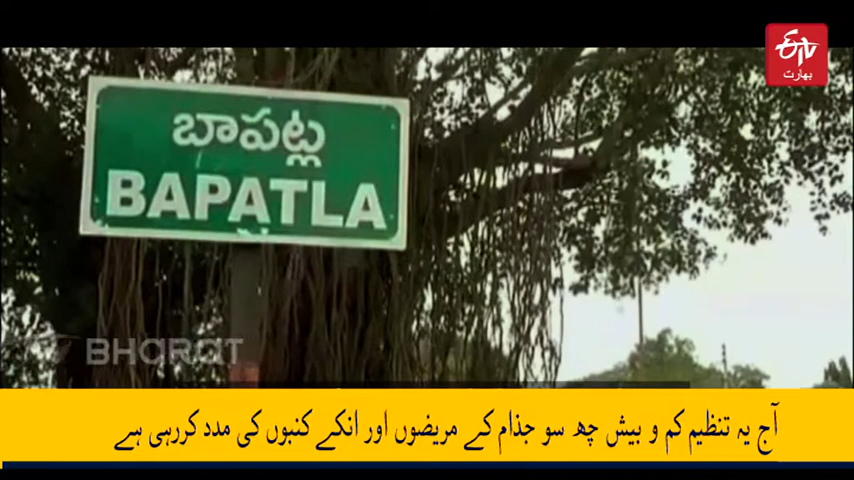 ETV
بھارت
బాపట్ల
BAPATLA
BHARAT
آج یہ تنظیم کم و بیش چھ سو جذام کے مریضوں اور انکے کنبوں کی مدد کررہی ہے